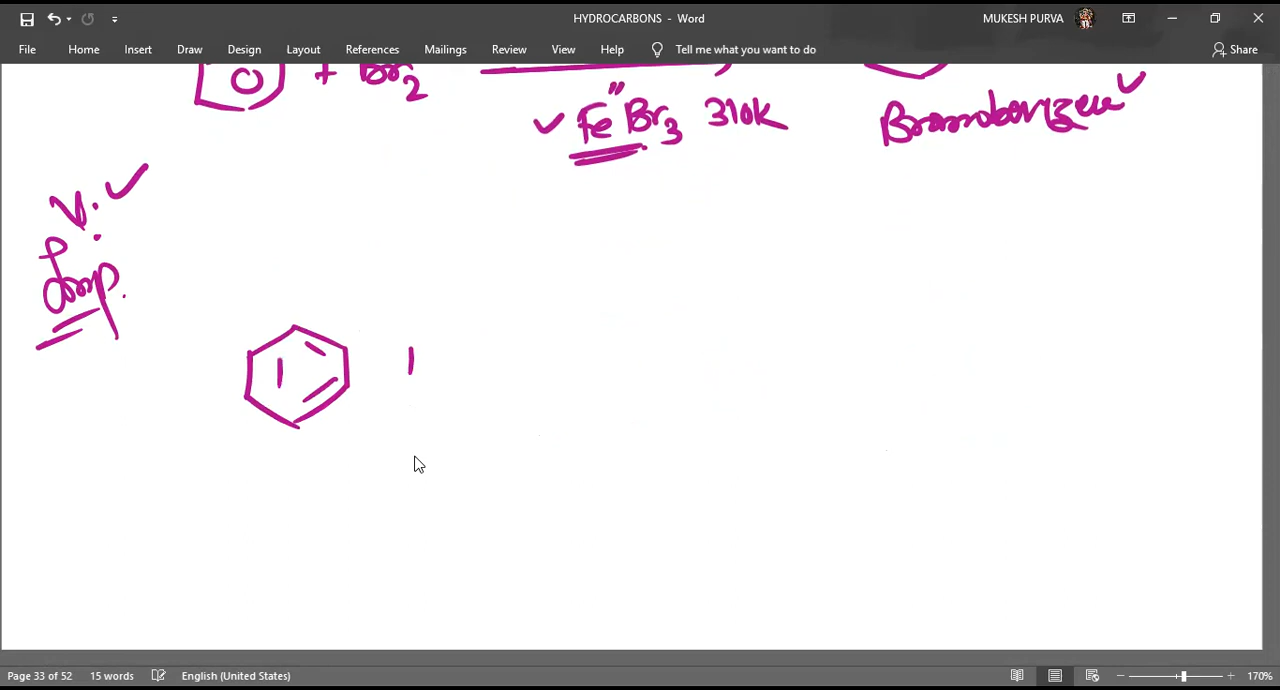 HYDROCARBONS - Word
MUKESH PURVA
File Home Insert Draw Design Layout References Mailings Review View Help Tell me what you want to do Share
+ Br2
FeBr3 310K
V.
Imp.
Page 33 of 52 15 words English (United States) 170%